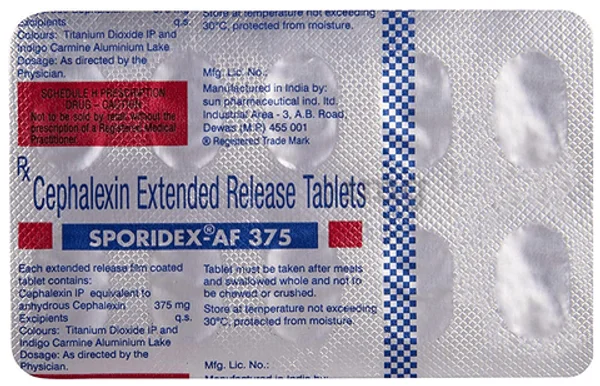 Excipients q.s.
Colours: Titanium Dioxide IP and
Indigo Carmine Aluminium Lake
Dosage: As directed by the
Physician.
Store at temperature not exceeding
30°C, protected from moisture.
Mfg. Lic. No.:
SCHEDULE H PRESCRIPTION
DRUG – CAUTION
Not to be sold by retail without the
prescription of a Registered Medical
Practitioner.
Manufactured in India by:
sun pharmaceutical ind. ltd.
Industrial Area - 3, A.B. Road,
Dewas (M.P.) 455 001
® Registered Trade Mark
Rx
Cephalexin Extended Release Tablets
SPORIDEX®-AF 375
Each extended release film coated
tablet contains:
Cephalexin IP equivalent to
anhydrous Cephalexin 375 mg
Excipients q.s.
Colours: Titanium Dioxide IP and
Indigo Carmine Aluminium Lake
Dosage: As directed by the
Physician.
Tablet must be taken after meals
and swallowed whole and not to
be chewed or crushed.
Store at temperature not exceeding
30°C, protected from moisture.
Mfg. Lic. No.:
Manufactured in India by: